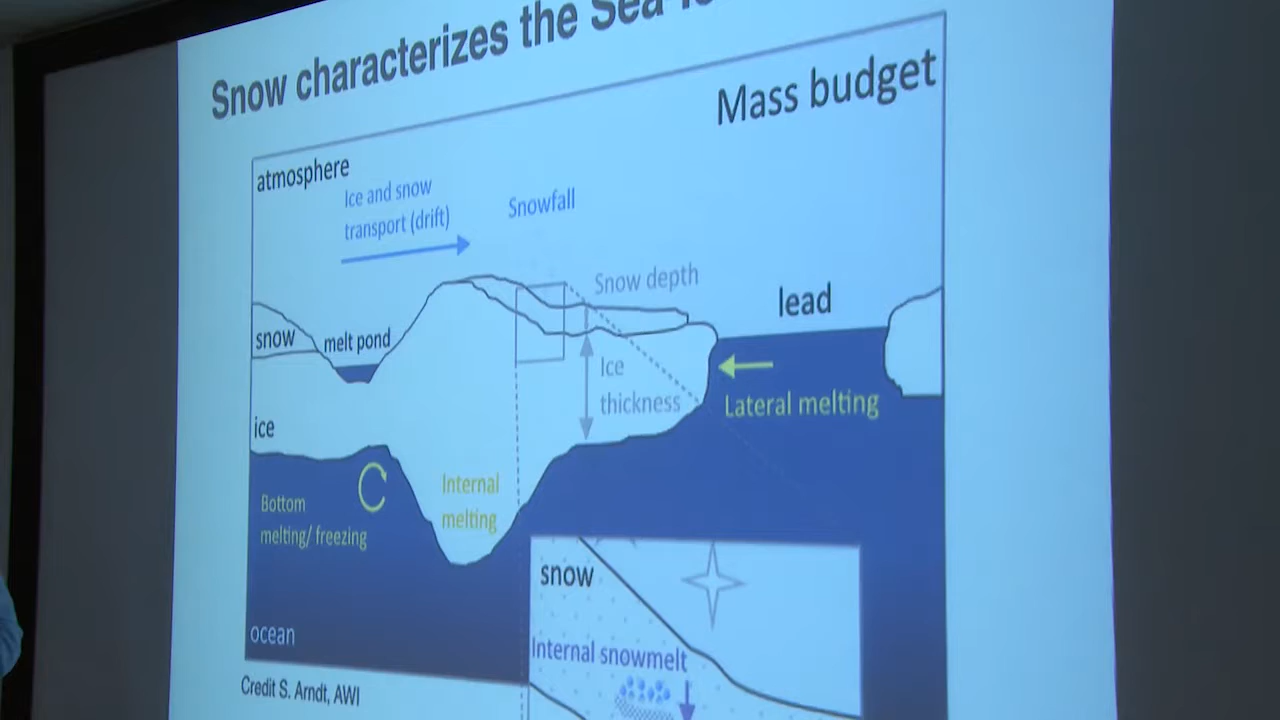 Snow characterizes the Sea
Mass budget
atmosphere
Ice and snow
transport (drift)
Snowfall
Snow depth
lead
snow
melt pond
Ice
thickness
Lateral melting
ice
Internal
melting
Bottom
melting/ freezing
snow
ocean
Internal snowmelt
Credit S. Arndt, AWI